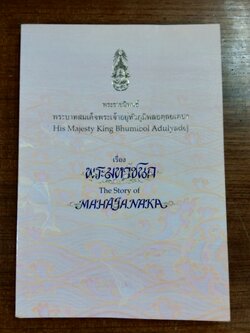 พระราชนิพนธ์
พระบาทสมเด็จพระเจ้าอยู่หัวภูมิพลอดุลยเดช
His Majesty King Bhumibol Adulyadej
เรื่อง
พระมหาชนก
The Story of
MAHAJANAKA